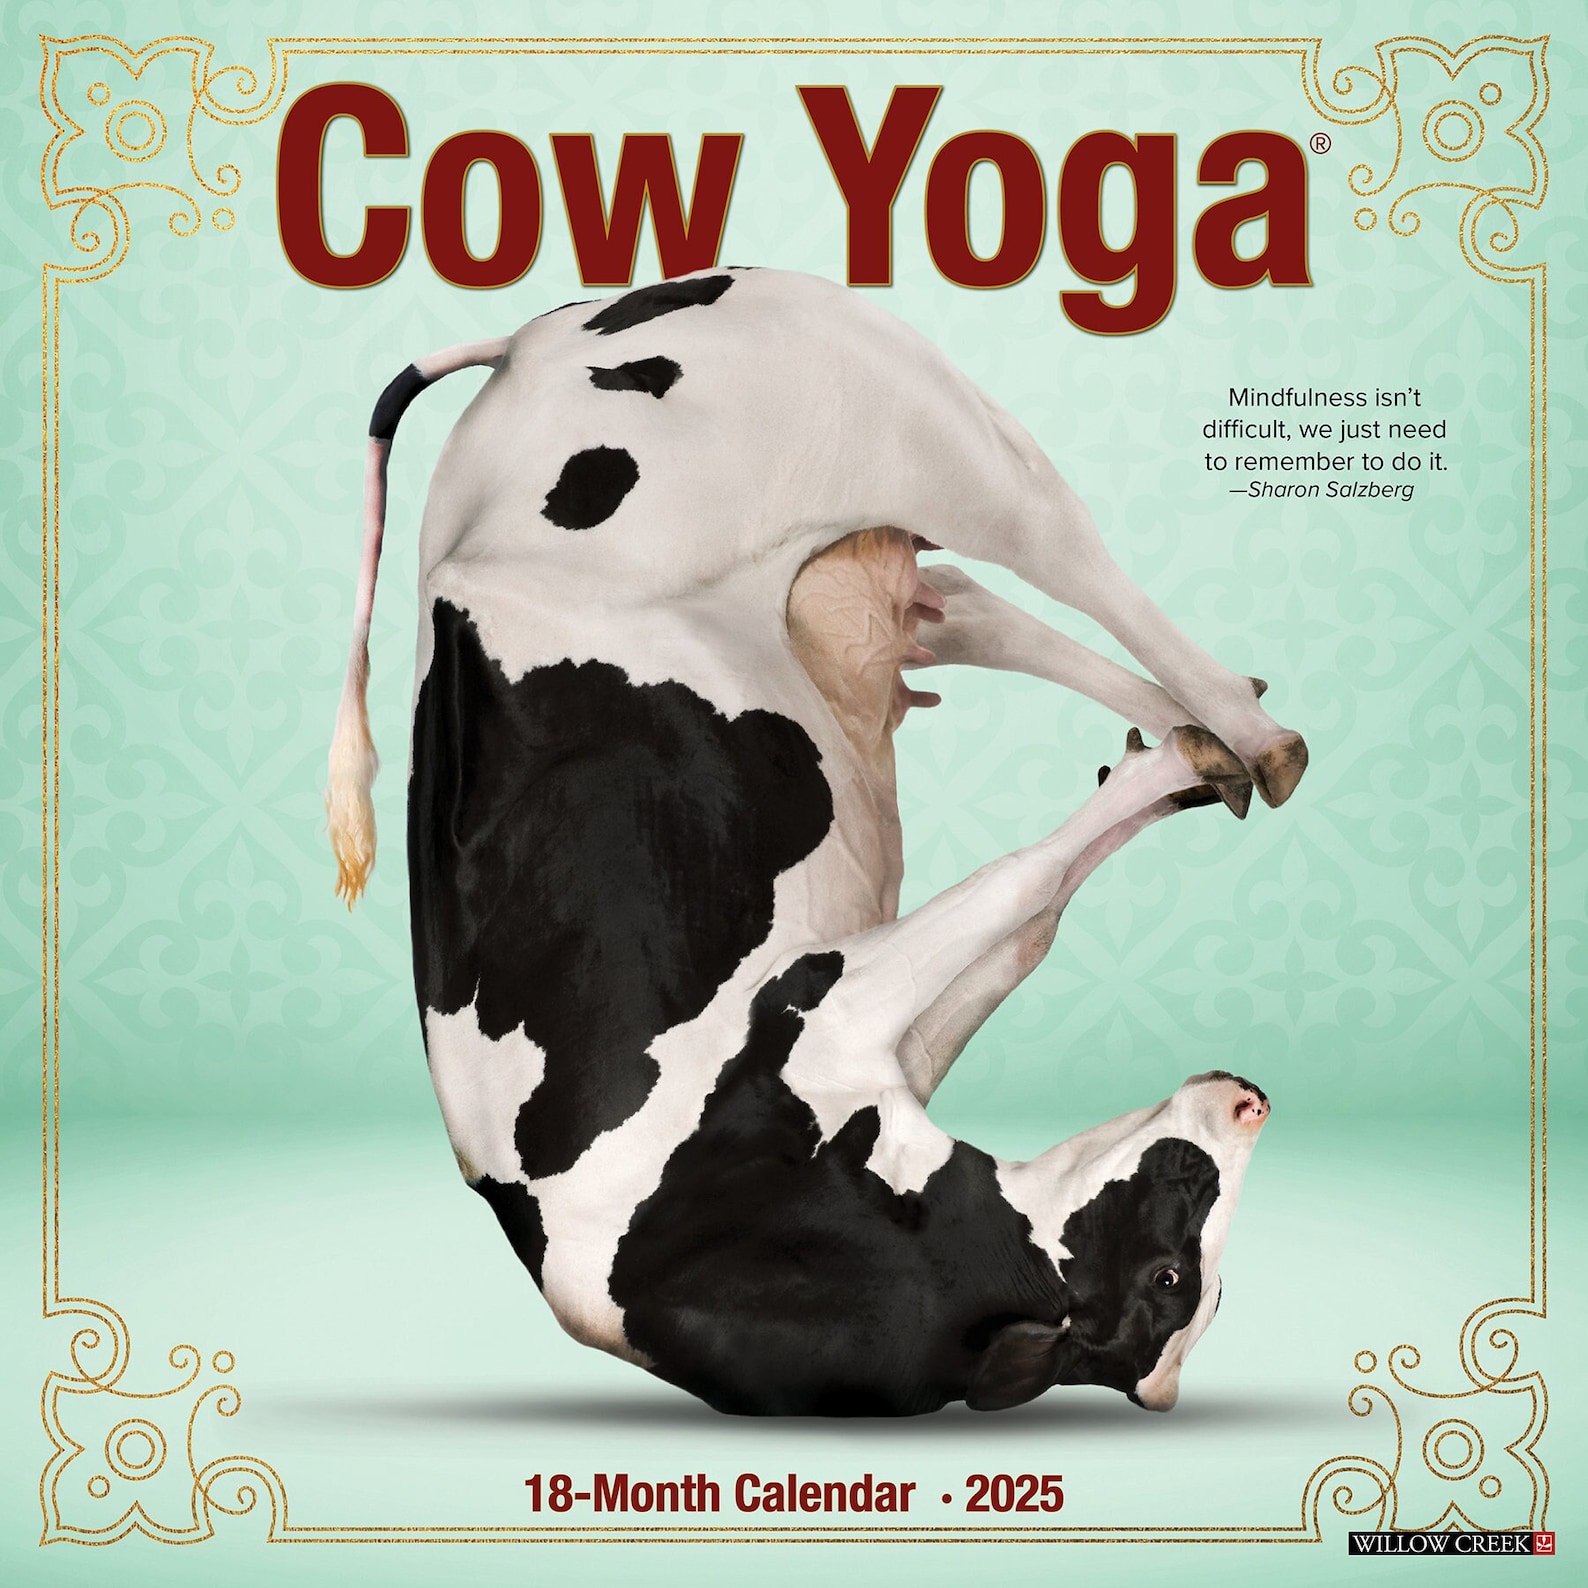 Cow Yoga®
Mindfulness isn’t
difficult, we just need
to remember to do it.
—Sharon Salzberg
18-Month Calendar · 2025
WILLOW CREEK